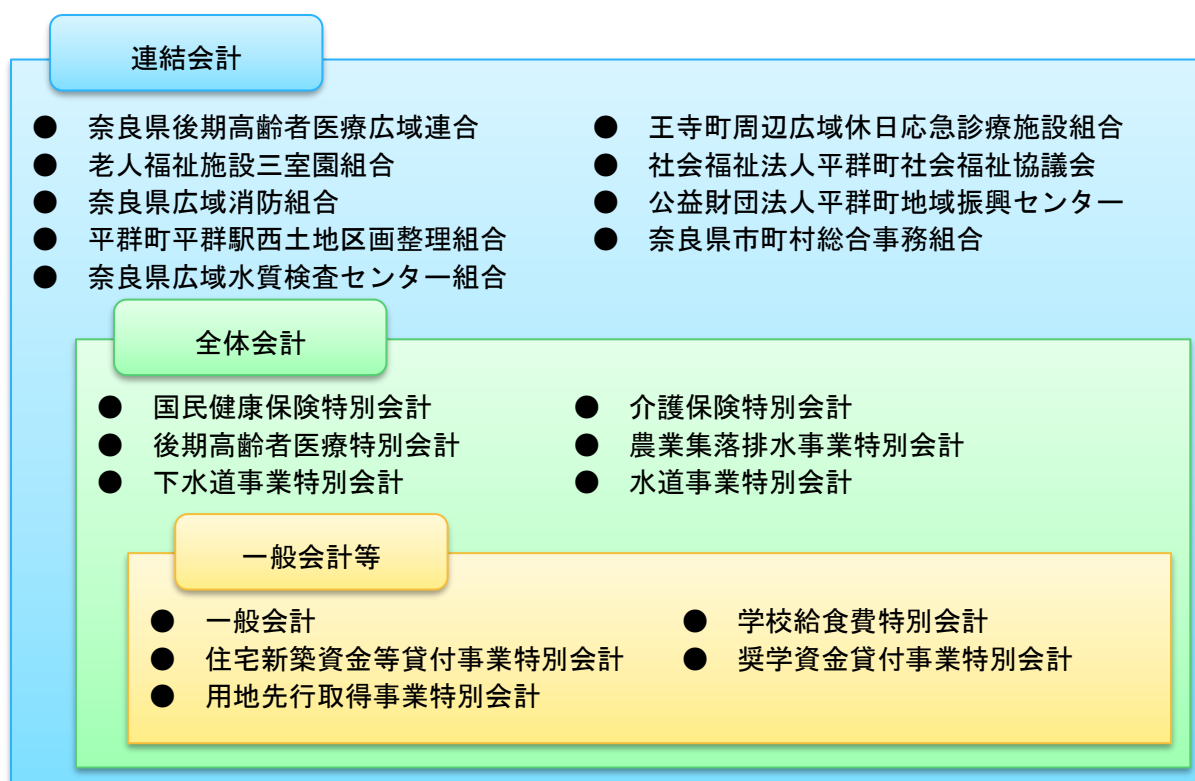 連結会計
● 奈良県後期高齢者医療広域連合
● 老人福祉施設三室園組合
● 奈良県広域消防組合
● 平群町平群駅西土地区画整理組合
● 奈良県広域水質検査センター組合
● 王寺町周辺広域休日応急診療施設組合
● 社会福祉法人平群町社会福祉協議会
● 公益財団法人平群町地域振興センター
● 奈良県市町村総合事務組合
全体会計
● 国民健康保険特別会計
● 後期高齢者医療特別会計
● 下水道事業特別会計
● 介護保険特別会計
● 農業集落排水事業特別会計
● 水道事業特別会計
一般会計等
● 一般会計
● 住宅新築資金等貸付事業特別会計
● 用地先行取得事業特別会計
● 学校給食費特別会計
● 奨学資金貸付事業特別会計